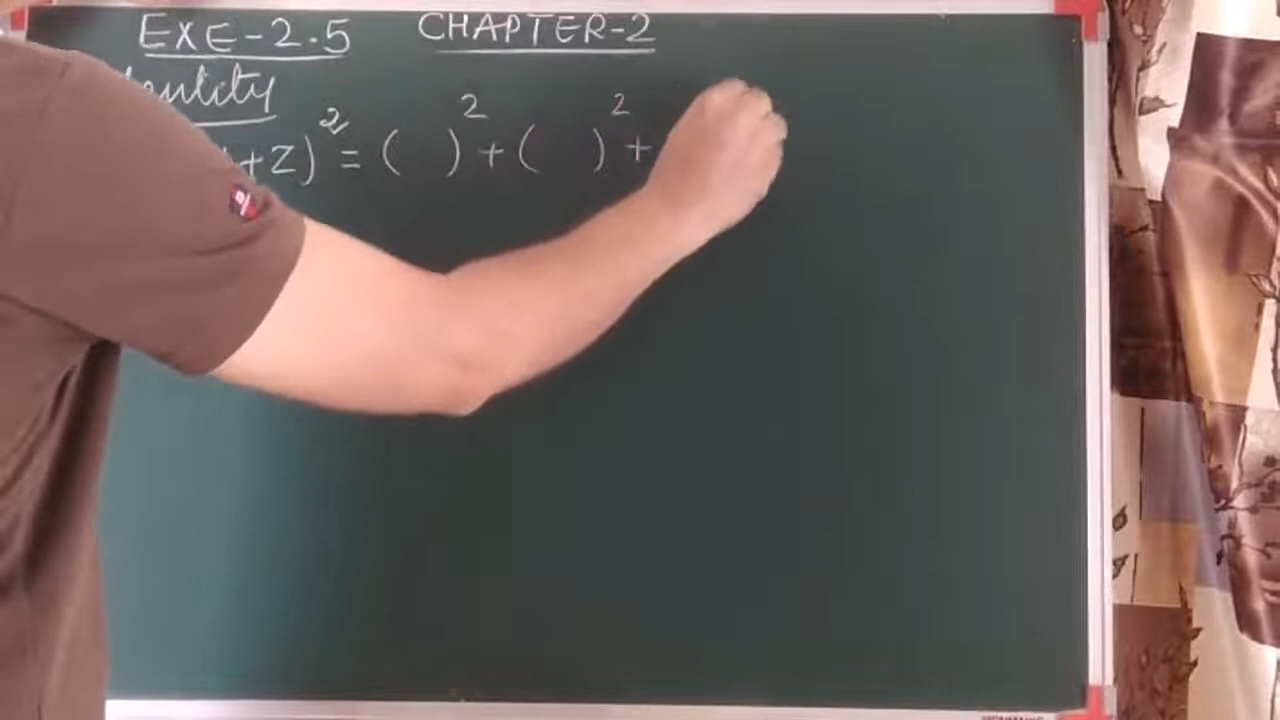 EXE-2.5 CHAPTER-2
+z)² = ( )² + ( )² +